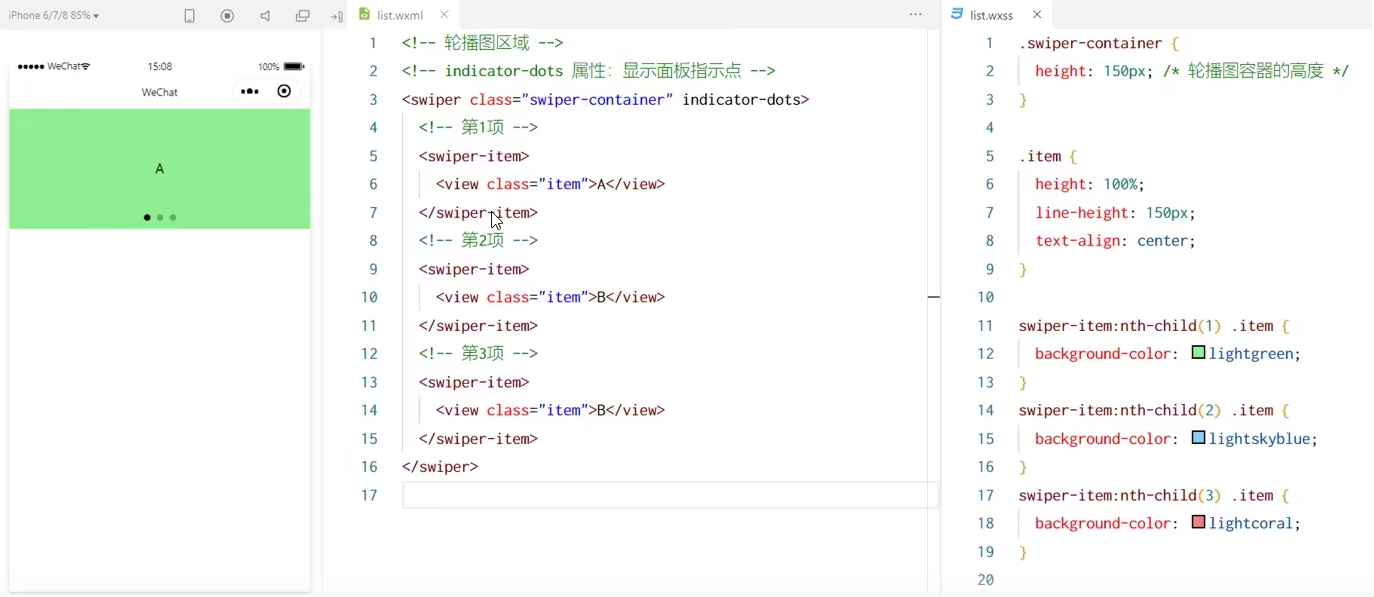 iPhone 6/7/8 85%
WeChat
15:08
100%
WeChat
A
list.wxml
1 <!-- 轮播图区域 -->
2 <!-- indicator-dots 属性：显示面板指示点 -->
3 <swiper class="swiper-container" indicator-dots>
4 <!-- 第1项 -->
5 <swiper-item>
6 <view class="item">A</view>
7 </swiper-item>
8 <!-- 第2项 -->
9 <swiper-item>
10 <view class="item">B</view>
11 </swiper-item>
12 <!-- 第3项 -->
13 <swiper-item>
14 <view class="item">B</view>
15 </swiper-item>
16 </swiper>
17
list.wxss
1 .swiper-container {
2 height: 150px; /* 轮播图容器的高度 */
3 }
4
5 .item {
6 height: 100%;
7 line-height: 150px;
8 text-align: center;
9 }
10
11 swiper-item:nth-child(1) .item {
12 background-color: lightgreen;
13 }
14 swiper-item:nth-child(2) .item {
15 background-color: lightskyblue;
16 }
17 swiper-item:nth-child(3) .item {
18 background-color: lightcoral;
19 }
20